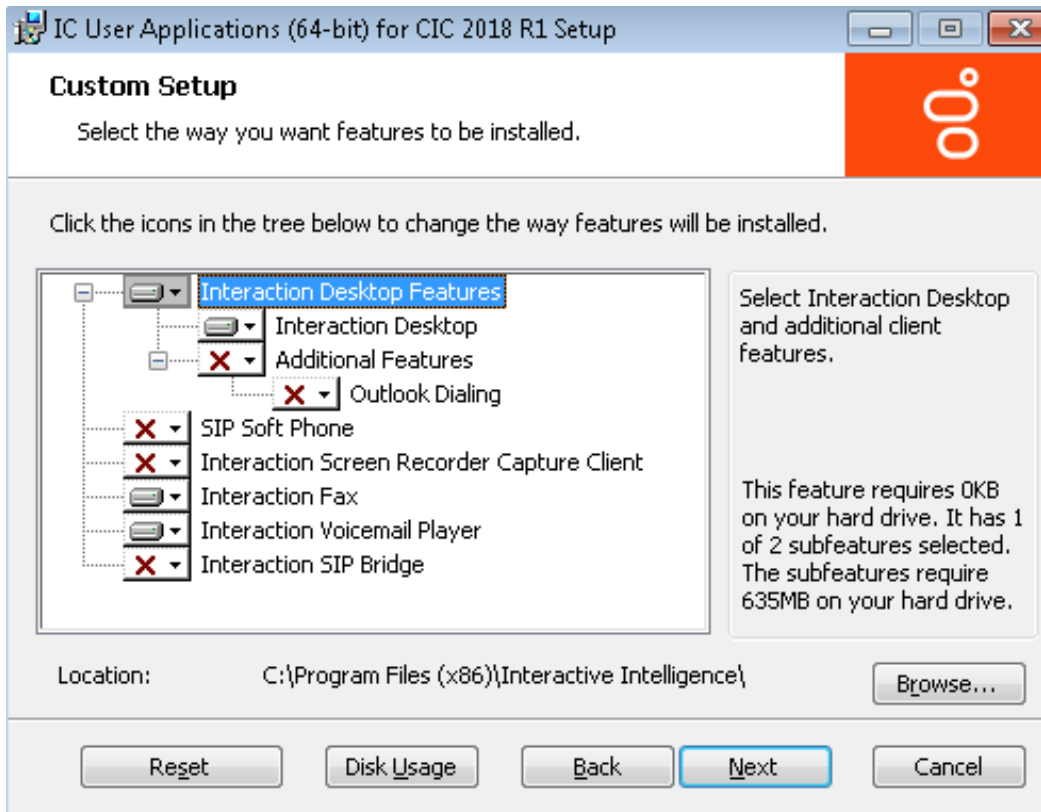 IC User Applications (64-bit) for CIC 2018 R1 Setup
Custom Setup
Select the way you want features to be installed.
Click the icons in the tree below to change the way features will be installed.
Interaction Desktop Features
Interaction Desktop
Additional Features
Outlook Dialing
SIP Soft Phone
Interaction Screen Recorder Capture Client
Interaction Fax
Interaction Voicemail Player
Interaction SIP Bridge
Select Interaction Desktop
and additional client
features.
This feature requires 0KB
on your hard drive. It has 1
of 2 subfeatures selected.
The subfeatures require
635MB on your hard drive.
Location: C:\Program Files (x86)\Interactive Intelligence\
Browse...
Reset Disk Usage Back Next Cancel